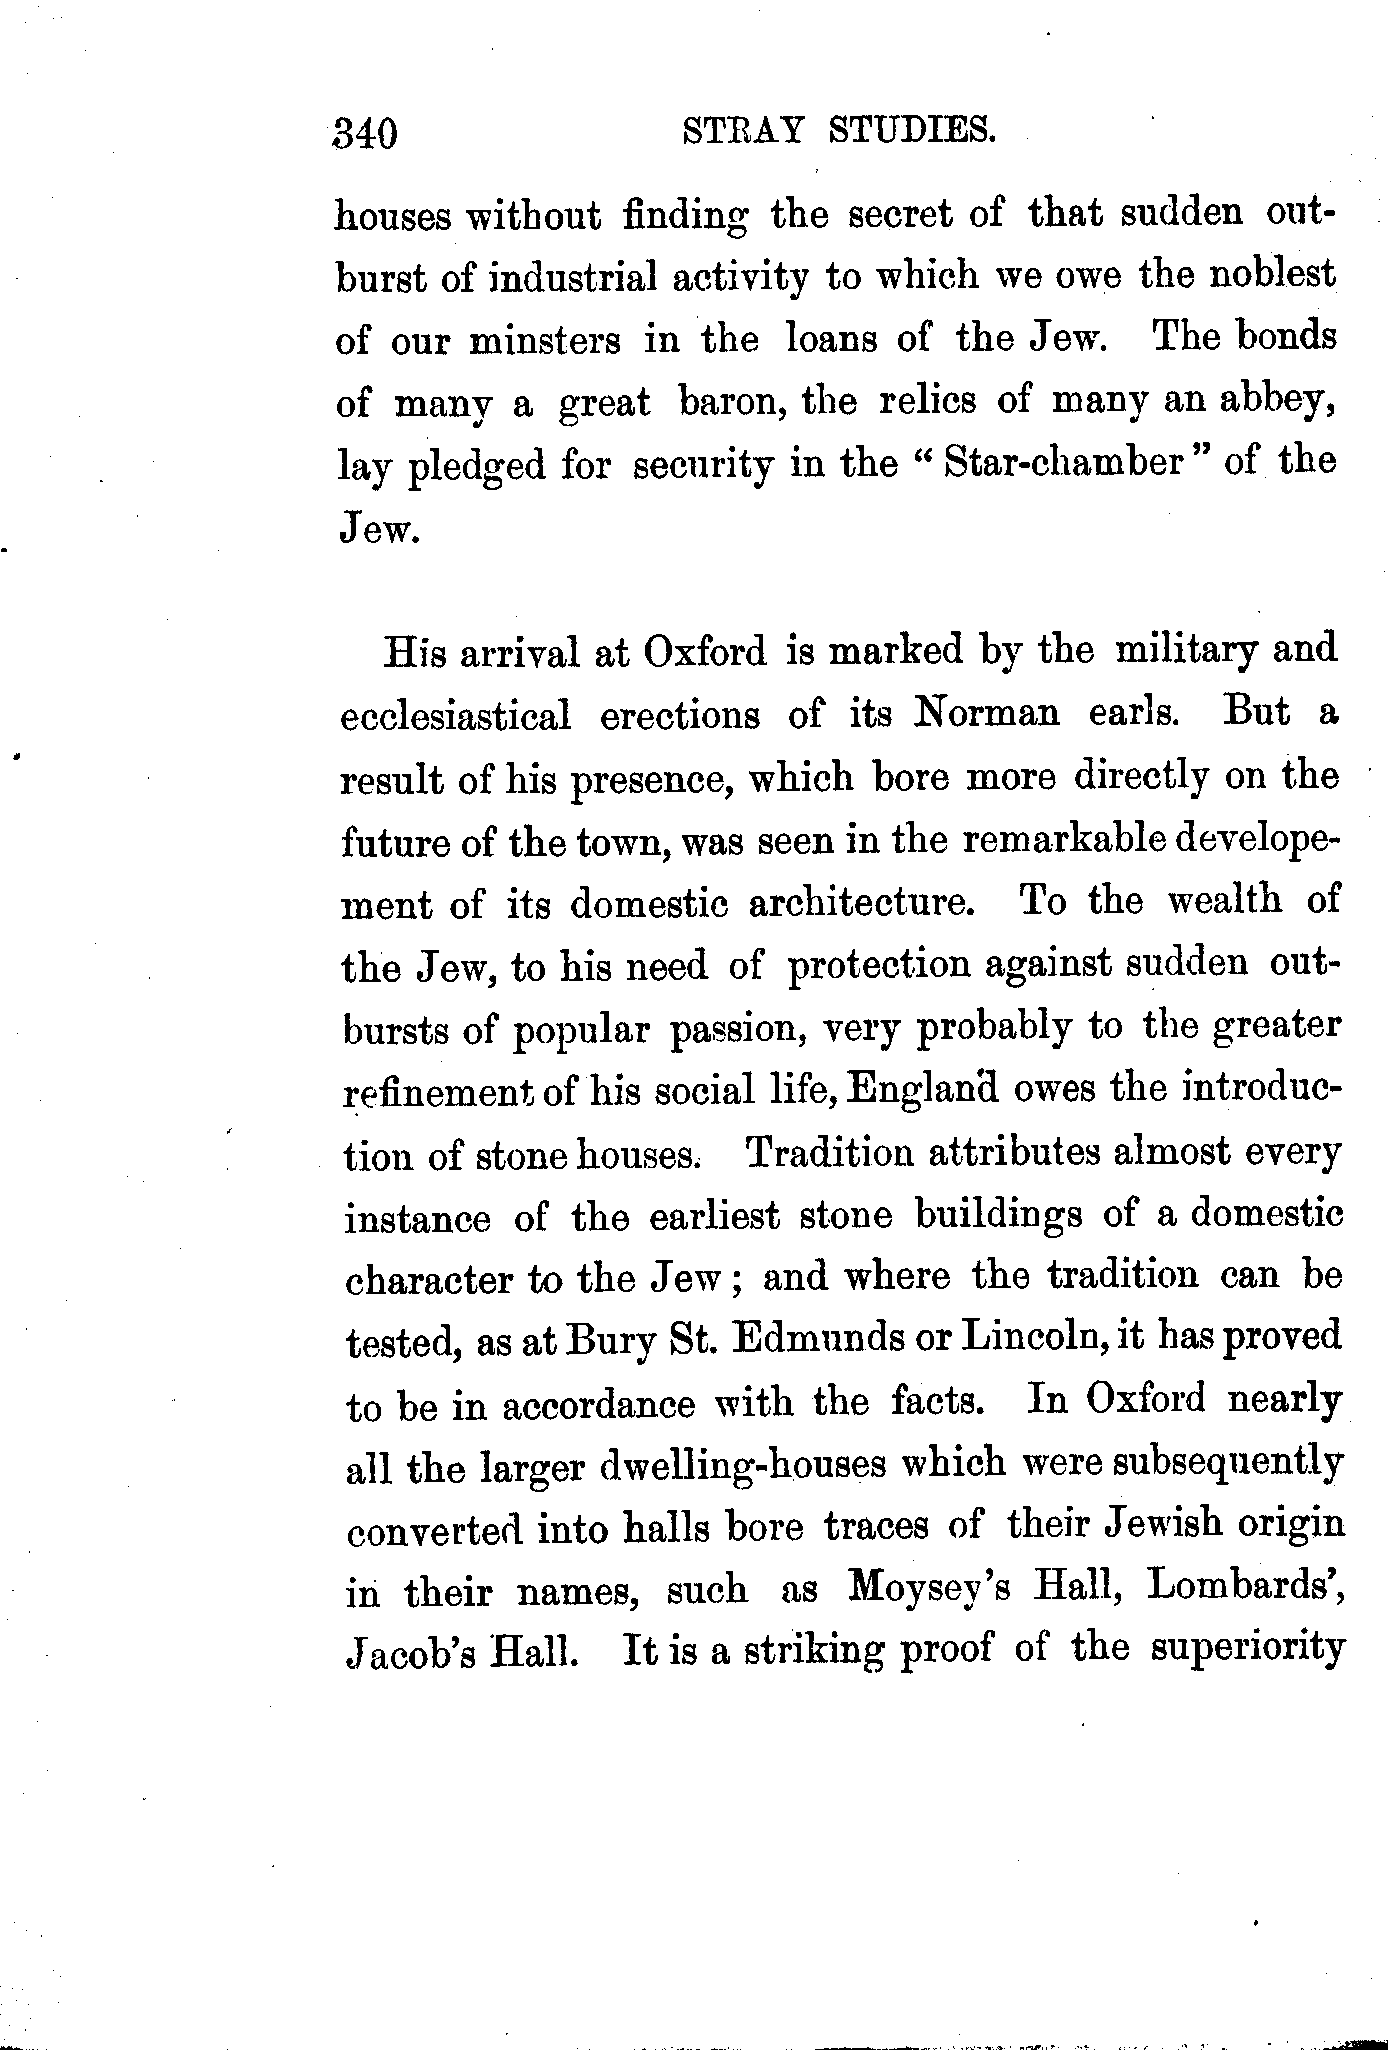 340 STRAY STUDIES.
houses without finding the secret of that sudden out-
burst of industrial activity to which we owe the noblest
of our minsters in the loans of the Jew. The bonds
of many a great baron, the relics of many an abbey,
lay pledged for security in the “ Star-chamber ” of the
Jew.
His arrival at Oxford is marked by the military and
ecclesiastical erections of its Norman earls. But a
result of his presence, which bore more directly on the
future of the town, was seen in the remarkable develope-
ment of its domestic architecture. To the wealth of
the Jew, to his need of protection against sudden out-
bursts of popular passion, very probably to the greater
refinement of his social life, England owes the introduc-
tion of stone houses. Tradition attributes almost every
instance of the earliest stone buildings of a domestic
character to the Jew ; and where the tradition can be
tested, as at Bury St. Edmunds or Lincoln, it has proved
to be in accordance with the facts. In Oxford nearly
all the larger dwelling-houses which were subsequently
converted into halls bore traces of their Jewish origin
in their names, such as Moysey’s Hall, Lombards’,
Jacob’s Hall. It is a striking proof of the superiority